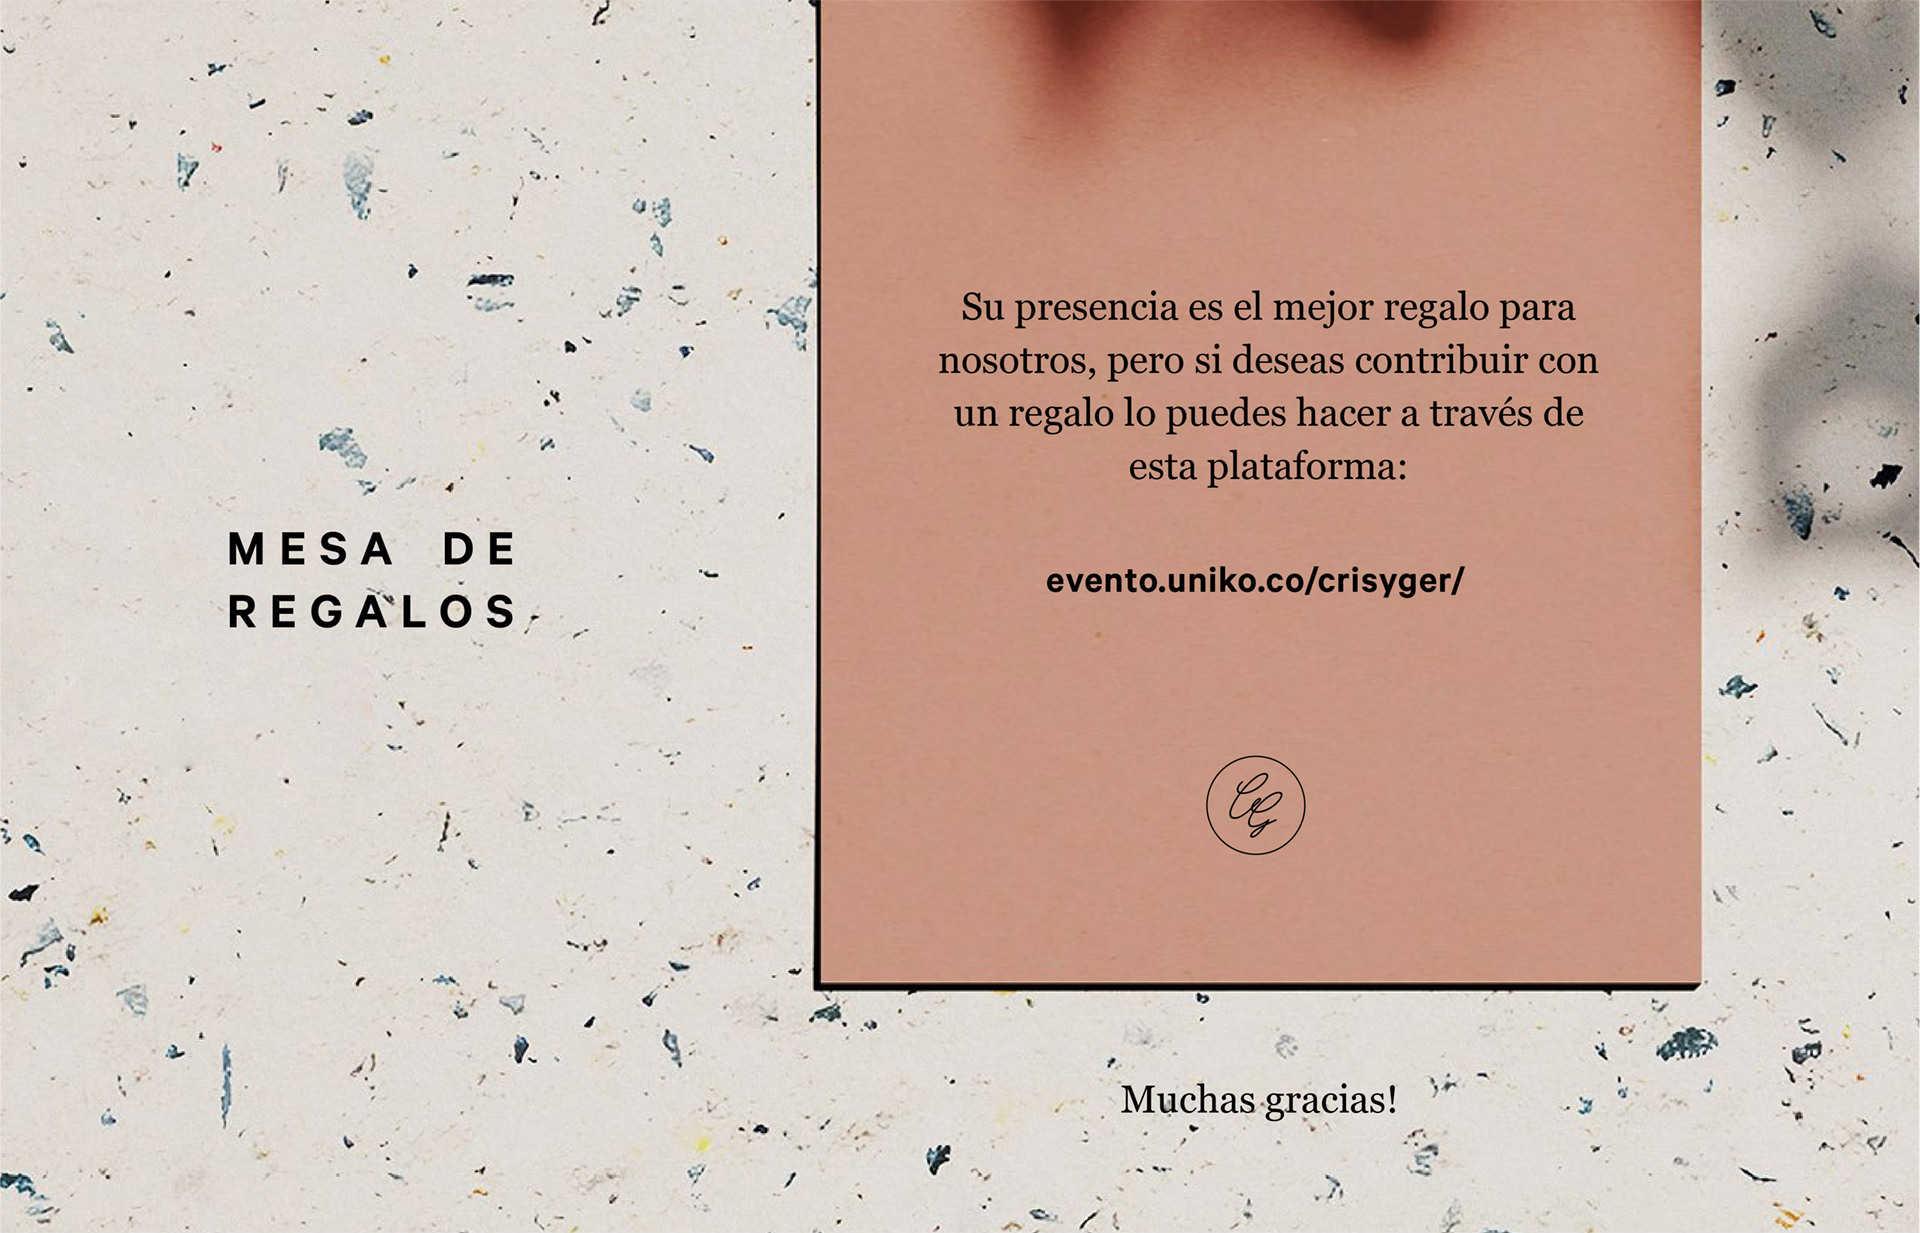 MESA DE
REGALOS
Su presencia es el mejor regalo para
nosotros, pero si deseas contribuir con
un regalo lo puedes hacer a través de
esta plataforma:
evento.uniko.co/crisyger/
CG
Muchas gracias!